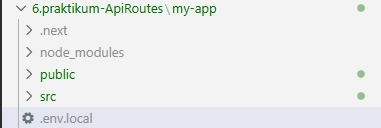 6.praktikum-ApiRoutes\my-app
.next
node_modules
public
src
.env.local